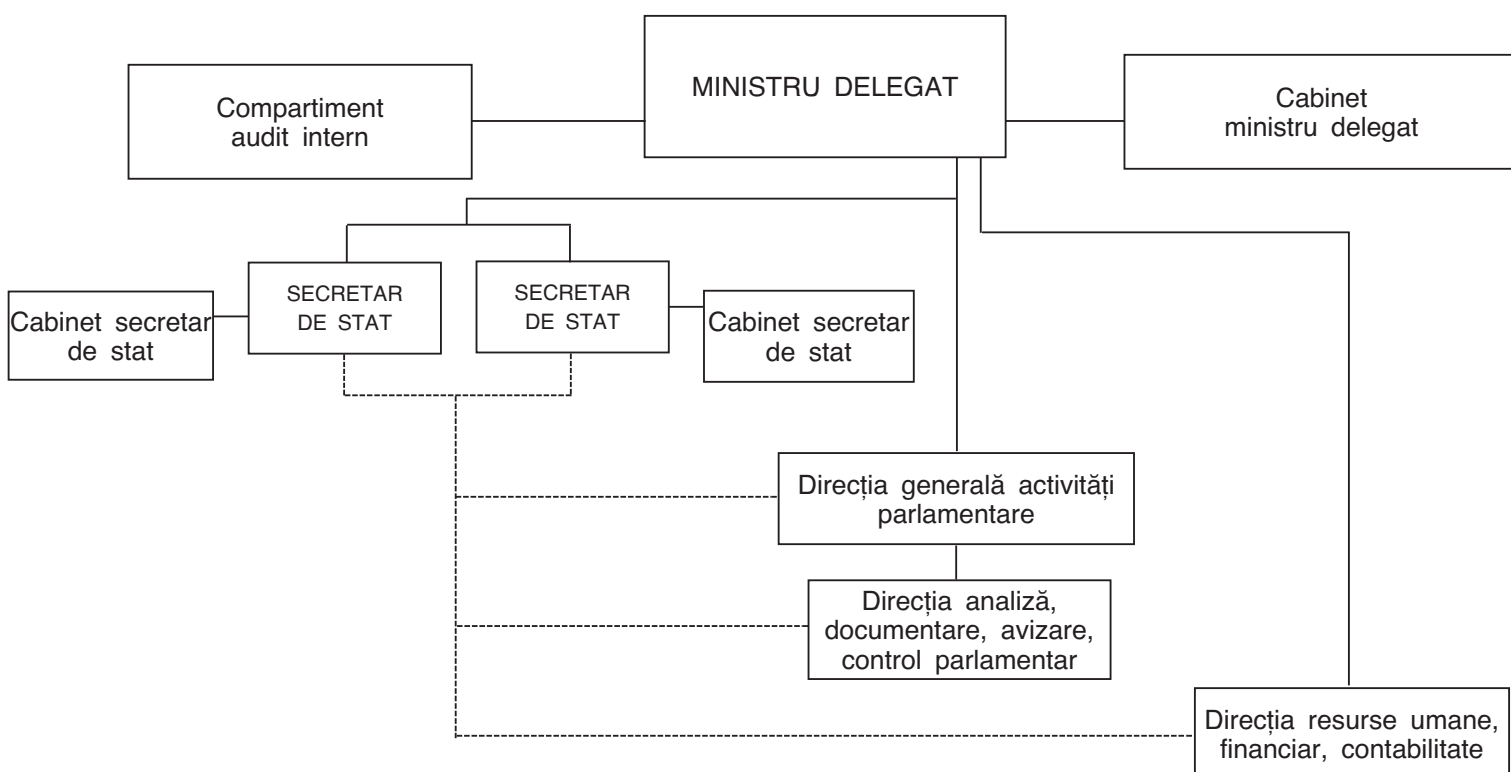 MINISTRU DELEGAT
Compartiment
audit intern
Cabinet
ministru delegat
SECRETAR
DE STAT
SECRETAR
DE STAT
Cabinet secretar
de stat
Cabinet secretar
de stat
Direcția generală activități
parlamentare
Direcția analiză,
documentare, avizare,
control parlamentar
Direcția resurse umane,
financiar, contabilitate